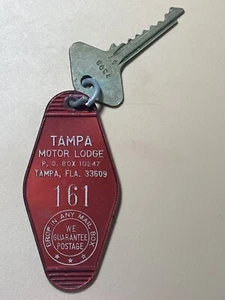 TAMPA
MOTOR LODGE
P. O. BOX 10247
TAMPA, FLA. 33609
161
DROP IN ANY MAIL BOX
WE
GUARANTEE
POSTAGE